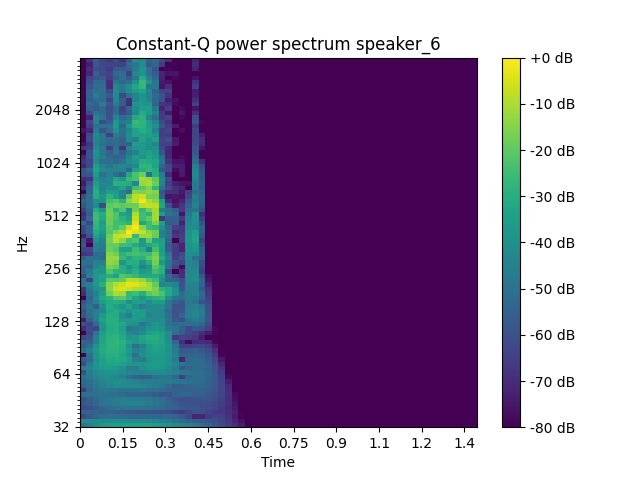 Constant-Q power spectrum speaker_6
Hz
2048
1024
512
256
128
64
32
0 0.15 0.3 0.45 0.6 0.75 0.9 1.1 1.2 1.4
Time
+0 dB
-10 dB
-20 dB
-30 dB
-40 dB
-50 dB
-60 dB
-70 dB
-80 dB